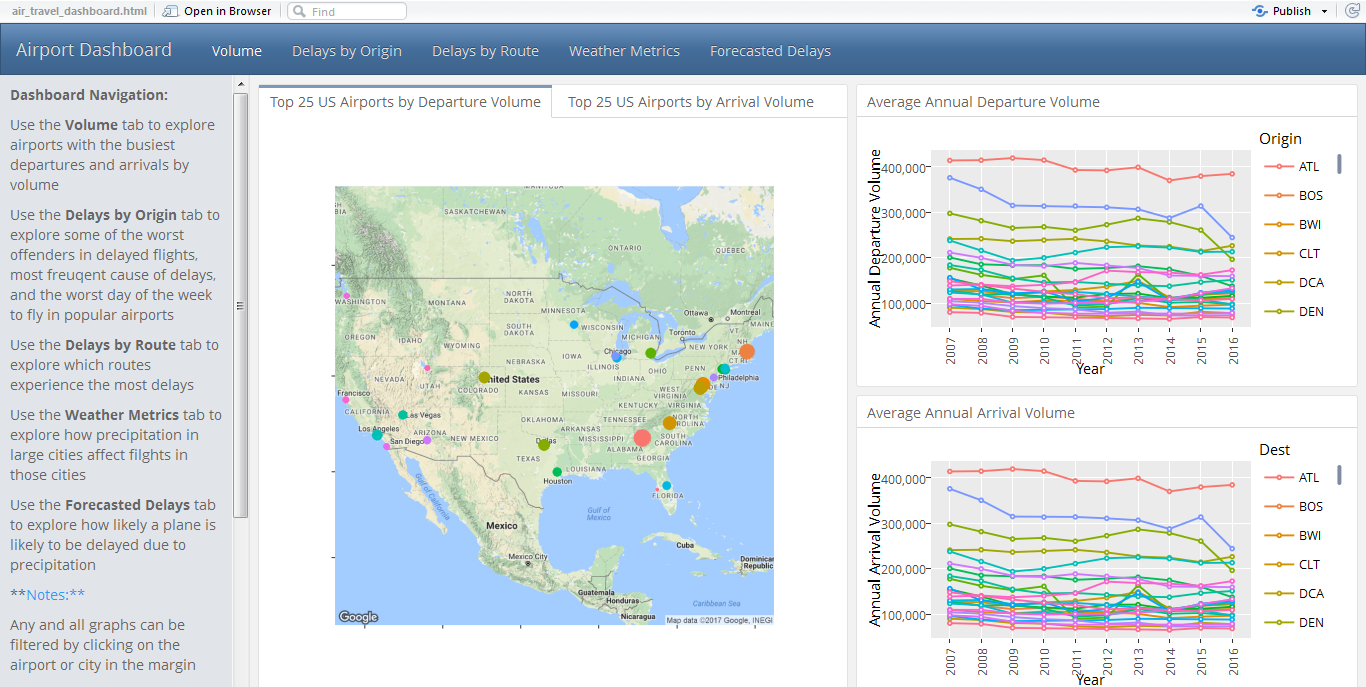 air_travel_dashboard.html
Open in Browser
Find
Publish
Airport Dashboard
Volume
Delays by Origin
Delays by Route
Weather Metrics
Forecasted Delays
Dashboard Navigation:
Use the Volume tab to explore
airports with the busiest
departures and arrivals by
volume
Use the Delays by Origin tab to
explore some of the worst
offenders in delayed flights,
most freuqent cause of delays,
and the worst day of the week
to fly in popular airports
Use the Delays by Route tab to
explore which routes
experience the most delays
Use the Weather Metrics tab to
explore how precipitation in
large cities affect filghts in
those cities
Use the Forecasted Delays tab
to explore how likely a plane is
likely to be delayed due to
precipitation
**Notes:**
Any and all graphs can be
filtered by clicking on the
airport or city in the margin
Top 25 US Airports by Departure Volume
Top 25 US Airports by Arrival Volume
MANITOBA
SASKATCHEWAN
ONTARIO
QUEBEC
WASHINGTON
MONTANA
NORTH
DAKOTA
MINNESOTA
Ottawa
Montreal
MAINE
OREGON
IDAHO
SOUTH
DAKOTA
WISCONSIN
MICHIGAN
Toronto
WYOMING
NEW YORK
Chicago
IOWA
NEBRASKA
ILLINOIS
INDIANA
OHIO
PENN
NEVADA
UTAH
COLORADO
United States
KANSAS
MISSOURI
WEST
VIRGINIA
Philadelphia
Francisco
CALIFORNIA
Las Vegas
KENTUCKY
VIRGINIA
OKLAHOMA
TENNESSEE
NORTH
CAROLINA
Los Angeles
ARIZONA
NEW MEXICO
ARKANSAS
MISSISSIPPI
SOUTH
CAROLINA
San Diego
Dallas
ALABAMA
TEXAS
GEORGIA
LOUISIANA
Houston
FLORIDA
Gulf of
California
Gulf of
Mexico
Mexico
Cuba
Mexico City
Dominican
Republic
Guatemala
Honduras
Caribbean Sea
Nicaragua
Google
Map data ©2017 Google, INEGI
Average Annual Departure Volume
Annual Departure Volume
400,000
300,000
200,000
100,000
2007 2008 2009 2010 2011 2012 2013 2014 2015 2016
Year
Origin
ATL
BOS
BWI
CLT
DCA
DEN
Average Annual Arrival Volume
Annual Arrival Volume
400,000
300,000
200,000
100,000
2007 2008 2009 2010 2011 2012 2013 2014 2015 2016
Year
Dest
ATL
BOS
BWI
CLT
DCA
DEN